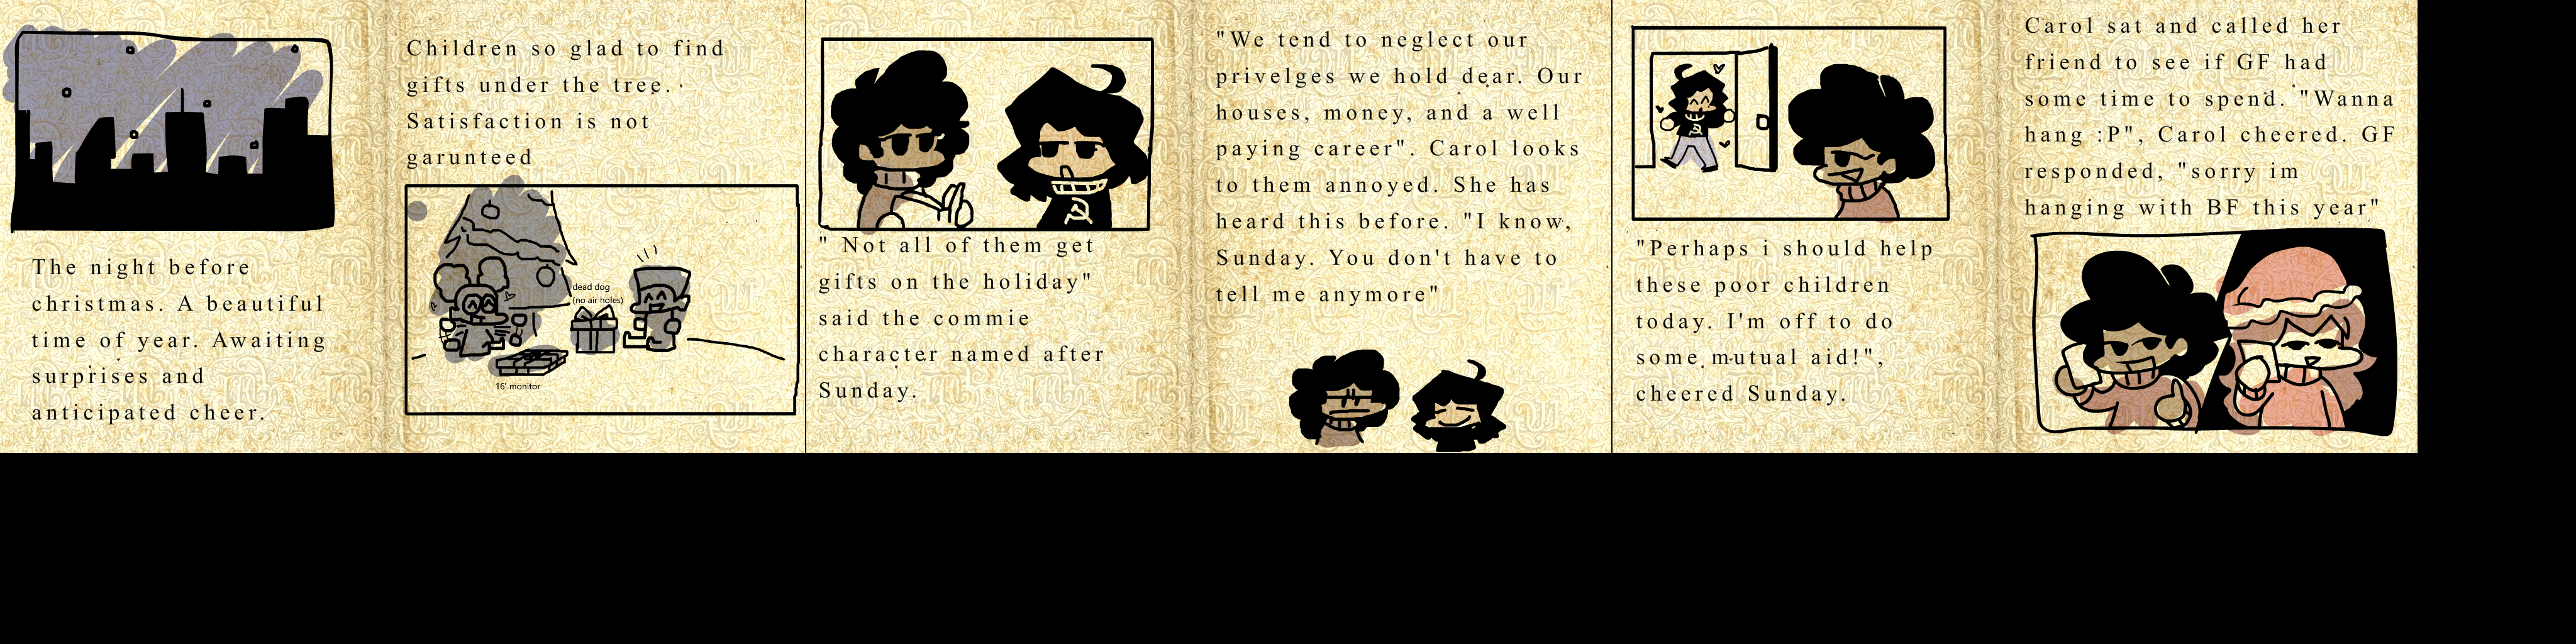 The night before
christmas. A beautiful
time of year. Awaiting
surprises and
anticipated cheer.
Children so glad to find
gifts under the tree.
Satisfaction is not
garunteed
dead dog
(no air holes)
16' monitor
" Not all of them get
gifts on the holiday"
said the commie
character named after
Sunday.
"We tend to neglect our
privelges we hold dear. Our
houses, money, and a well
paying career". Carol looks
to them annoyed. She has
heard this before. "I know,
Sunday. You don't have to
tell me anymore"
"Perhaps i should help
these poor children
today. I'm off to do
some mutual aid!",
cheered Sunday.
Carol sat and called her
friend to see if GF had
some time to spend. "Wanna
hang :P", Carol cheered. GF
responded, "sorry im
hanging with BF this year"